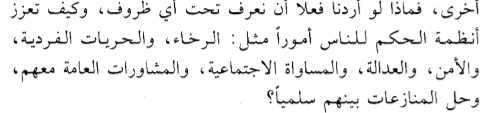 أخرى، فماذا لو أردنا فعلاً أن نعرف تحت أي ظروف، وكيف تعزز
أنظمة الحكم للناس أموراً مثل: الرخاء، والحريات الفردية،
والأمن، والعدالة، والمساواة الاجتماعية، والمشاورات العامة معهم،
وحل المنازعات بينهم سلمياً؟